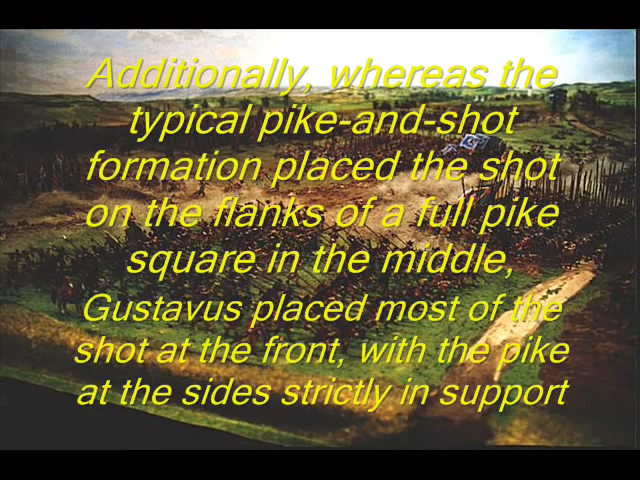 Additionally, whereas the
typical pike-and-shot
formation placed the shot
on the flanks of a full pike
square in the middle,
Gustavus placed most of the
shot at the front, with the pike
at the sides strictly in support